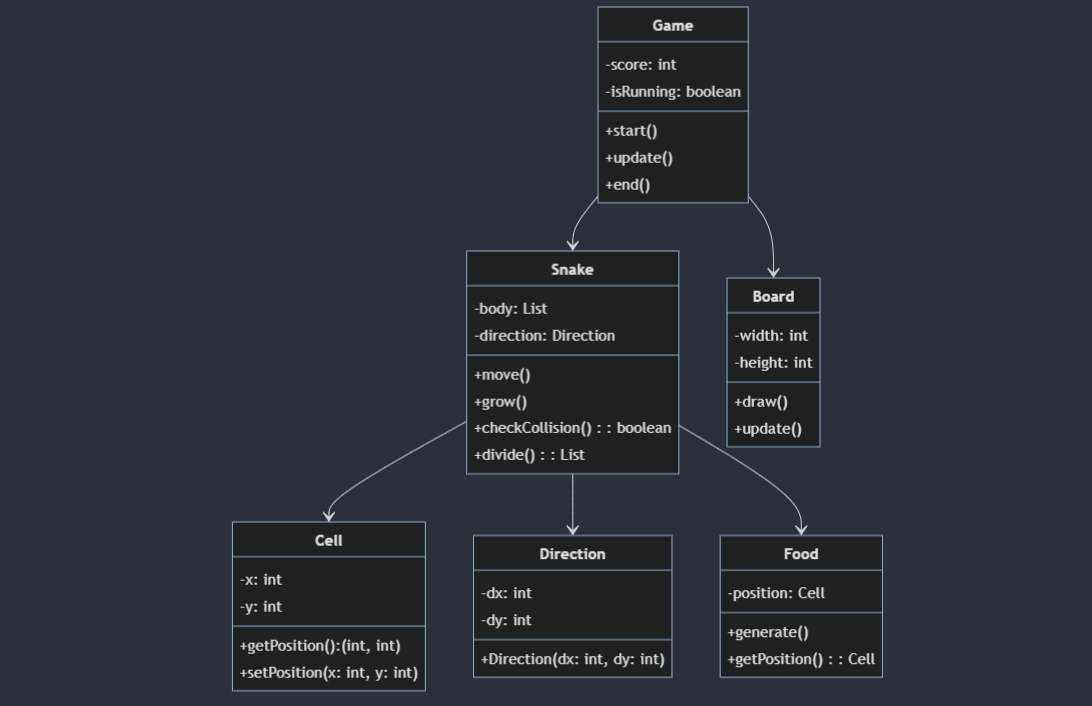 Game
-score: int
-isRunning: boolean
+start()
+update()
+end()
Snake
-body: List
-direction: Direction
+move()
+grow()
+checkCollision() : : boolean
+divide() : : List
Board
-width: int
-height: int
+draw()
+update()
Cell
-x: int
-y: int
+getPosition():(int, int)
+setPosition(x: int, y: int)
Direction
-dx: int
-dy: int
+Direction(dx: int, dy: int)
Food
-position: Cell
+generate()
+getPosition() : : Cell